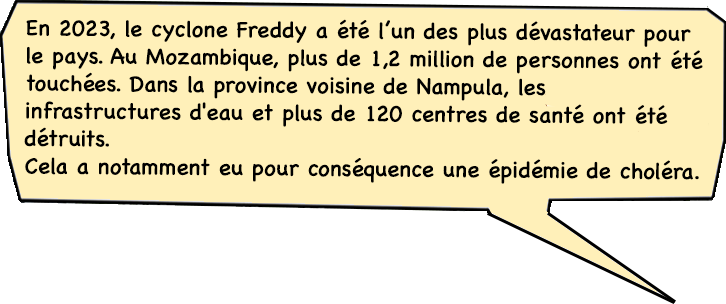 En 2023, le cyclone Freddy a été l'un des plus dévastateur pour
le pays. Au Mozambique, plus de 1,2 million de personnes ont été
touchées. Dans la province voisine de Nampula, les
infrastructures d'eau et plus de 120 centres de santé ont été
détruits.
Cela a notamment eu pour conséquence une épidémie de choléra.